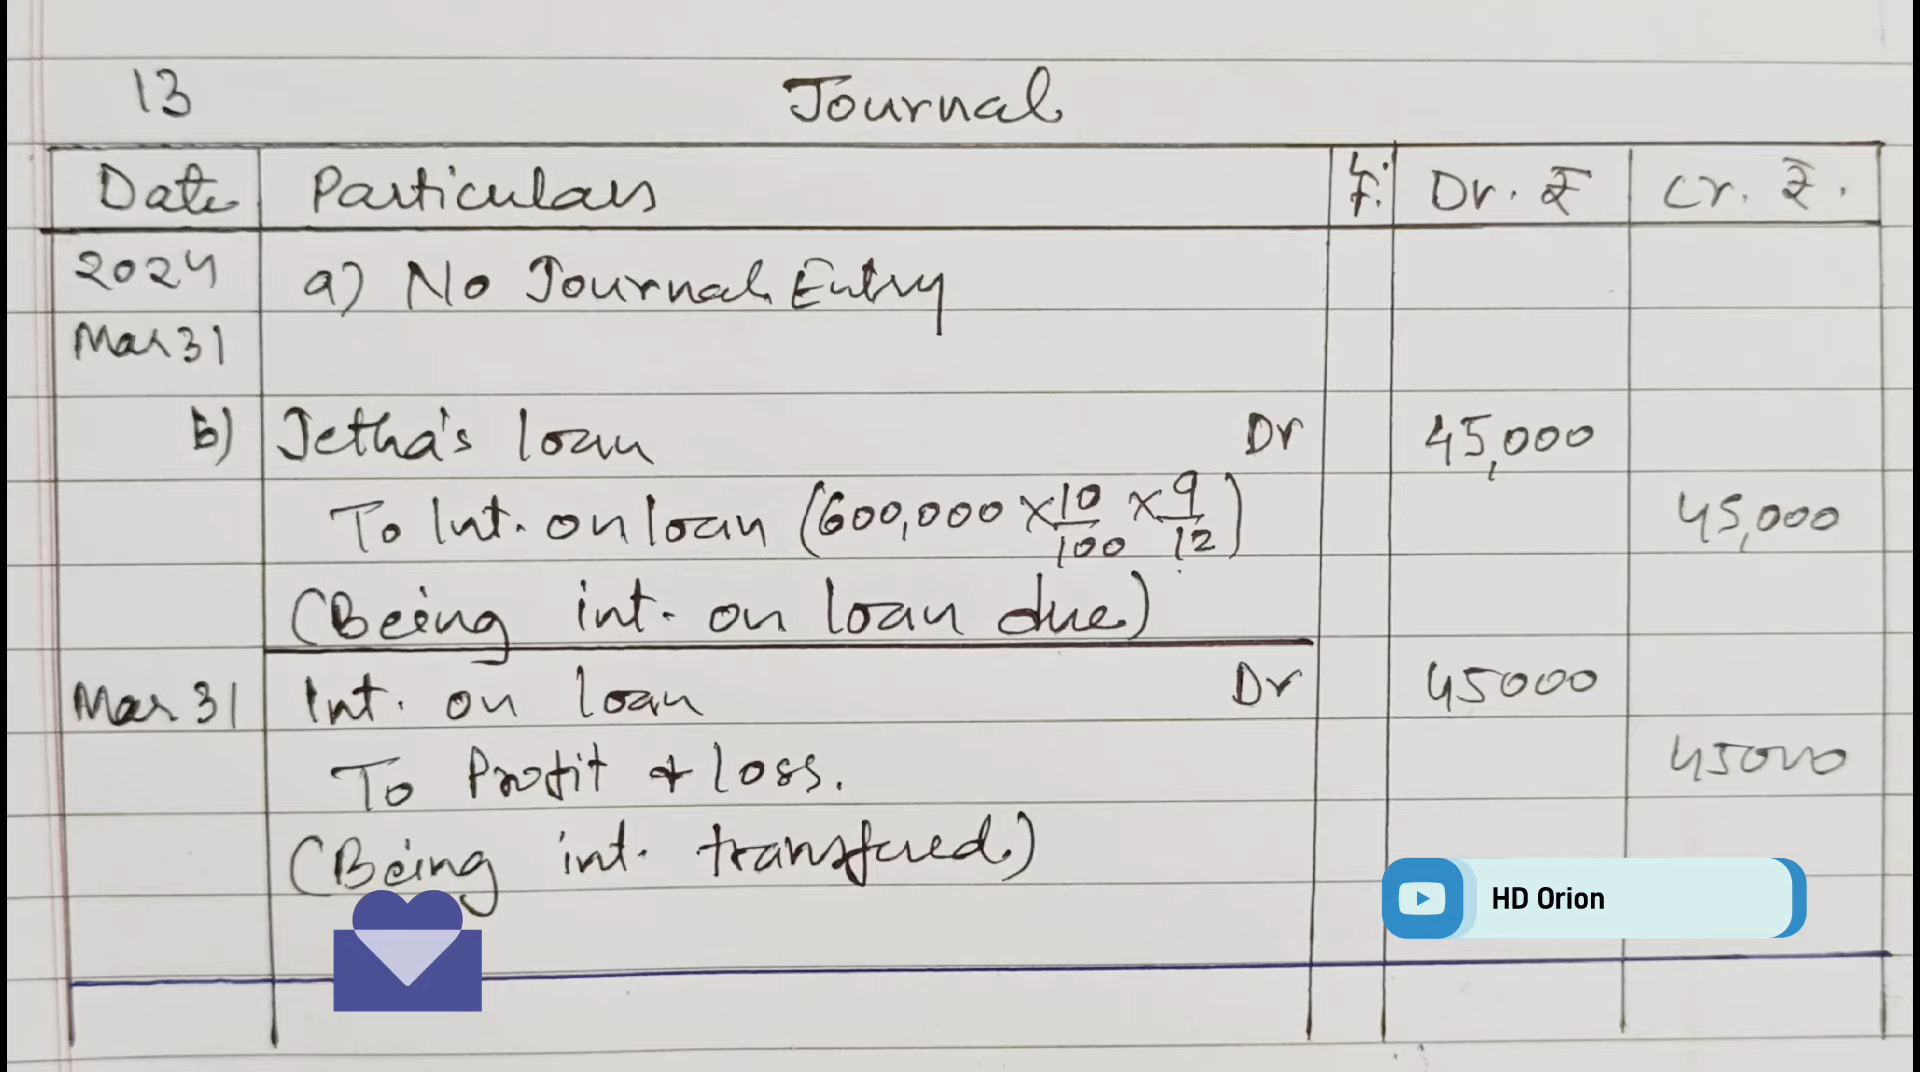 13 Journal
Date Particulars L.F. Dr. ₹ Cr. ₹.
2024 a) No Journal Entry
Mar 31
b) Jetha's loan Dr 45,000
To Int. on loan (600,000 × 10/100 × 9/12) 45,000
(Being int. on loan due)
Mar 31 Int. on loan Dr 45000
To Profit & loss. 45000
(Being int. transfured)
HD Orion